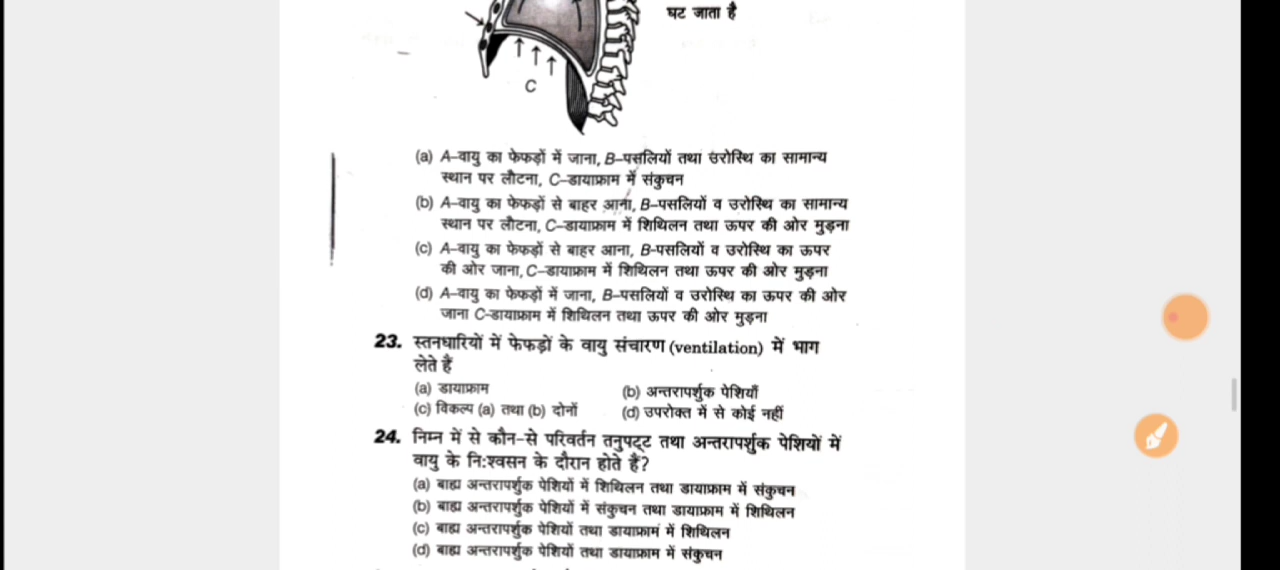 घट जाता है
C
(a) A–वायु का फेफड़ों में जाना, B–पसलियों तथा उरोस्थि का सामान्य
स्थान पर लौटना, C–डायाफ्राम में संकुचन
(b) A–वायु का फेफड़ों से बाहर आना, B–पसलियों व उरोस्थि का सामान्य
स्थान पर लौटना, C–डायाफ्राम में शिथिलन तथा ऊपर की ओर मुड़ना
(c) A–वायु का फेफड़ों से बाहर आना, B-पसलियों व उरोस्थि का ऊपर
की ओर जाना, C–डायाफ्राम में शिथिलन तथा ऊपर की ओर मुड़ना
(d) A–वायु का फेफड़ों में जाना, B–पसलियों व उरोस्थि का ऊपर की ओर
जाना C-डायाफ्राम में शिथिलन तथा ऊपर की ओर मुड़ना
23. स्तनधारियों में फेफड़ों के वायु संचारण (ventilation) में भाग
लेते हैं
(a) डायाफ्राम (b) अन्तरापर्शुक पेशियाँ
(c) विकल्प (a) तथा (b) दोनों (d) उपरोक्त में से कोई नहीं
24. निम्न में से कौन-से परिवर्तन तनुपट्ट तथा अन्तरापर्शुक पेशियों में
वायु के नि:श्वसन के दौरान होते हैं?
(a) बाह्य अन्तरापर्शुक पेशियों में शिथिलन तथा डायाफ्राम में संकुचन
(b) बाह्य अन्तरापर्शुक पेशियों में संकुचन तथा डायाफ्राम में शिथिलन
(c) बाह्य अन्तरापर्शुक पेशियों तथा डायाफ्राम में शिथिलन
(d) बाह्य अन्तरापर्शुक पेशियों तथा डायाफ्राम में संकुचन